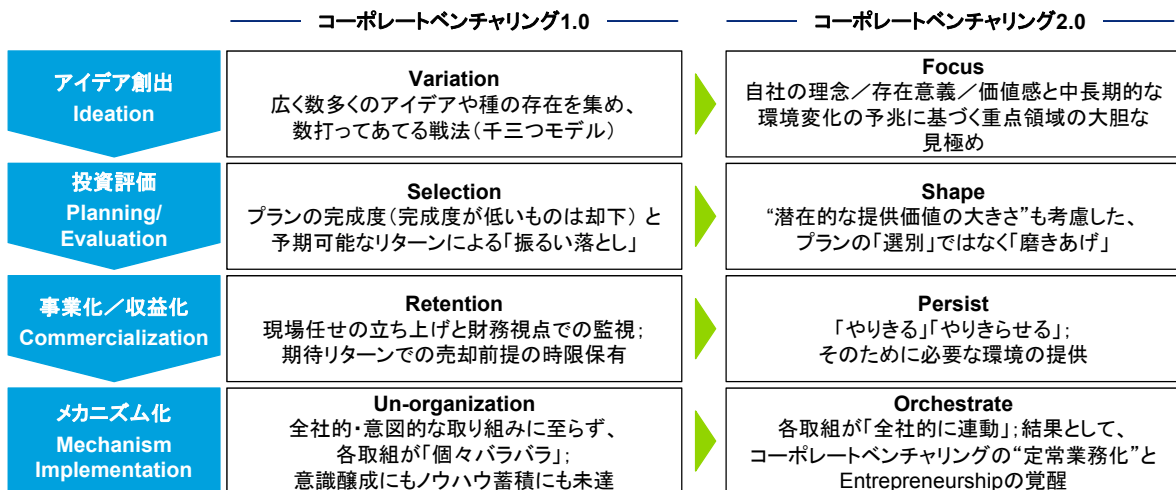 コーポレートベンチャリング1.0
コーポレートベンチャリング2.0
アイデア創出
Ideation
Variation
広く数多くのアイデアや種の存在を集め、
数打ってあてる戦法（千三つモデル）
Focus
自社の理念／存在意義／価値感と中長期的な
環境変化の予兆に基づく重点領域の大胆な
見極め
投資評価
Planning/
Evaluation
Selection
プランの完成度（完成度が低いものは却下） と
予期可能なリターンによる「振るい落とし」
Shape
“潜在的な提供価値の大きさ”も考慮した、
プランの「選別」ではなく「磨きあげ」
事業化／収益化
Commercialization
Retention
現場任せの立ち上げと財務視点での監視；
期待リターンでの売却前提の時限保有
Persist
「やりきる」「やりきらせる」；
そのために必要な環境の提供
メカニズム化
Mechanism
Implementation
Un-organization
全社的・意図的な取り組みに至らず、
各取組が「個々バラバラ」；
意識醸成にもノウハウ蓄積にも未達
Orchestrate
各取組が「全社的に連動」；結果として、
コーポレートベンチャリングの“定常業務化”と
Entrepreneurshipの覚醒